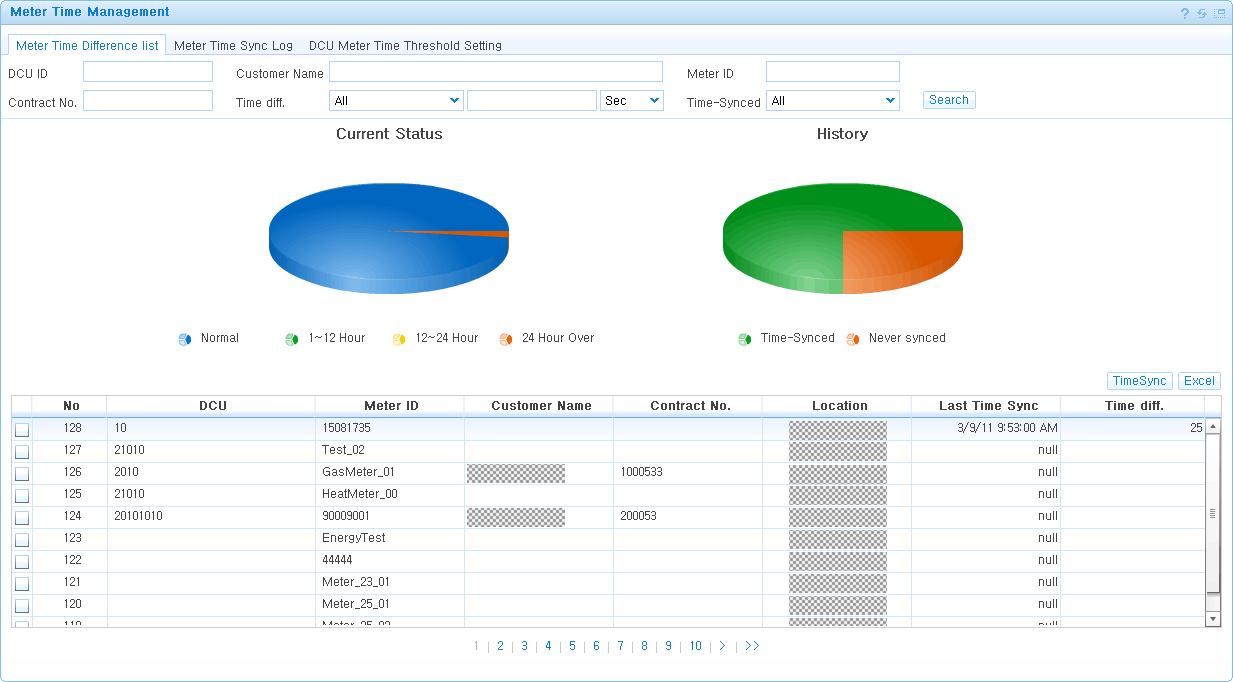 Meter Time Management
Meter Time Difference list Meter Time Sync Log DCU Meter Time Threshold Setting
DCU ID Customer Name Meter ID
Contract No. Time diff. All Sec Time-Synced All Search
Current Status History
Normal 1~12 Hour 12~24 Hour 24 Hour Over Time-Synced Never synced
TimeSync Excel
No DCU Meter ID Customer Name Contract No. Location Last Time Sync Time diff.
128 10 15081735 3/9/11 9:53:00 AM 25
127 21010 Test_02 null
126 2010 GasMeter_01 1000533 null
125 21010 HeatMeter_00 null
124 20101010 90009001 200053 null
123 EnergyTest null
122 44444 null
121 Meter_23_01 null
120 Meter_25_01 null
119 Meter_25_02 null
1 | 2 | 3 | 4 | 5 | 6 | 7 | 8 | 9 | 10 | > | >>